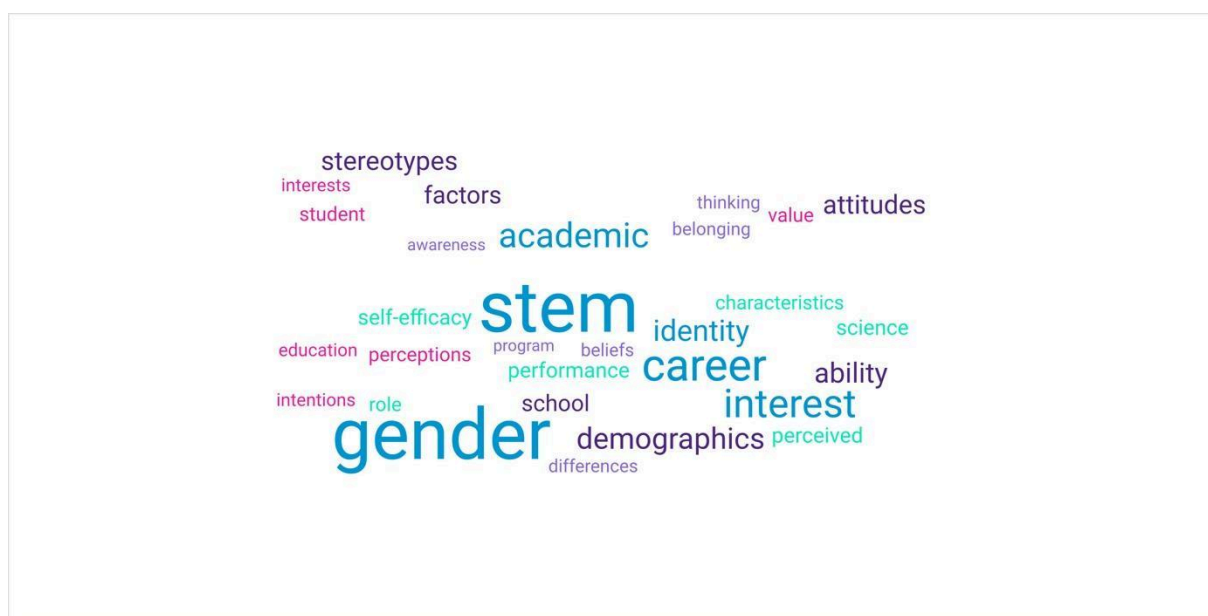 stereotypes
interests
factors
student
thinking
value
attitudes
belonging
awareness
academic
stem
characteristics
self-efficacy
identity
science
education
perceptions
program
beliefs
career
performance
ability
intentions
role
school
interest
gender
demographics
perceived
differences